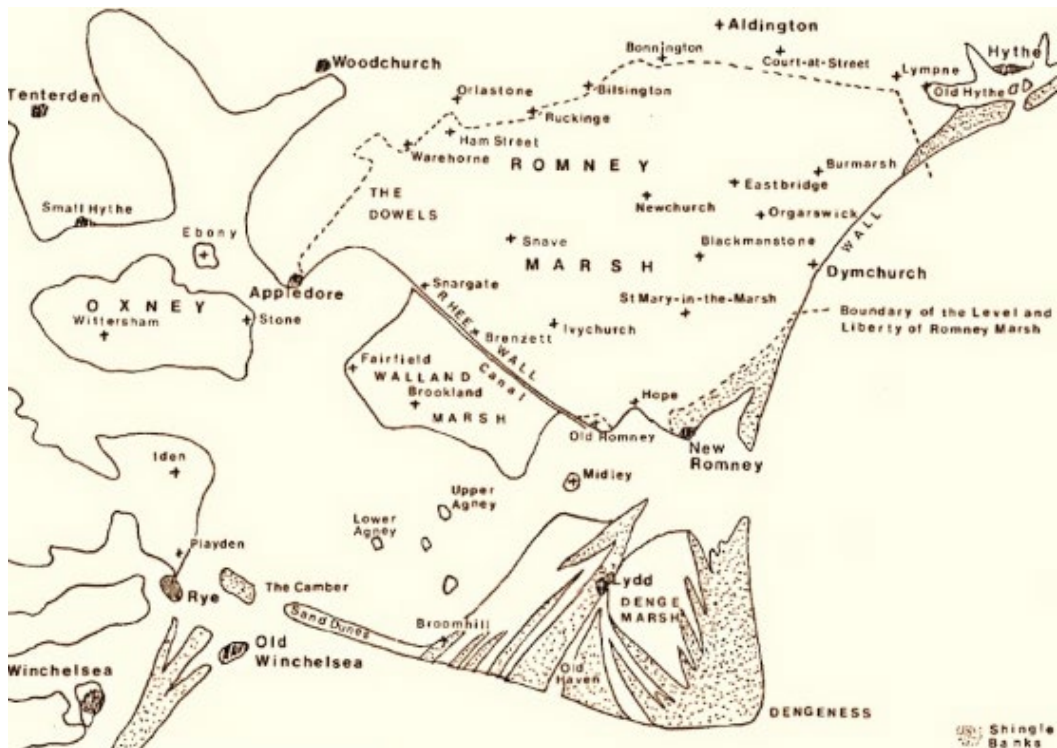 Aldington
Bonnington
Court-at-Street
Hythe
Lympne
Old Hythe
Woodchurch
Tenterden
Orlastone
Bilsington
Ruckinge
Ham Street
Warehorne
ROMNEY
Burmarsh
Eastbridge
THE
DOWELS
Newchurch
Orgarswick
Small Hythe
Ebony
Snave
Blackmanstone
WALL
MARSH
Dymchurch
Appledore
Snargate
OXNEY
Stone
Wittersham
St Mary-in-the-Marsh
Boundary of the Level and
Liberty of Romney Marsh
RHEE WALL
Brenzett
Ivychurch
Canal
Fairfield
WALLAND
Brookland
MARSH
Hope
Old Romney
New
Romney
Iden
Midley
Upper
Agney
Lower
Agney
Playden
Rye
The Camber
Lydd
DENGE
MARSH
Sand Dunes
Broomhill
Old
Winchelsea
Old
Haven
Winchelsea
DENGENESS
Shingle
Banks